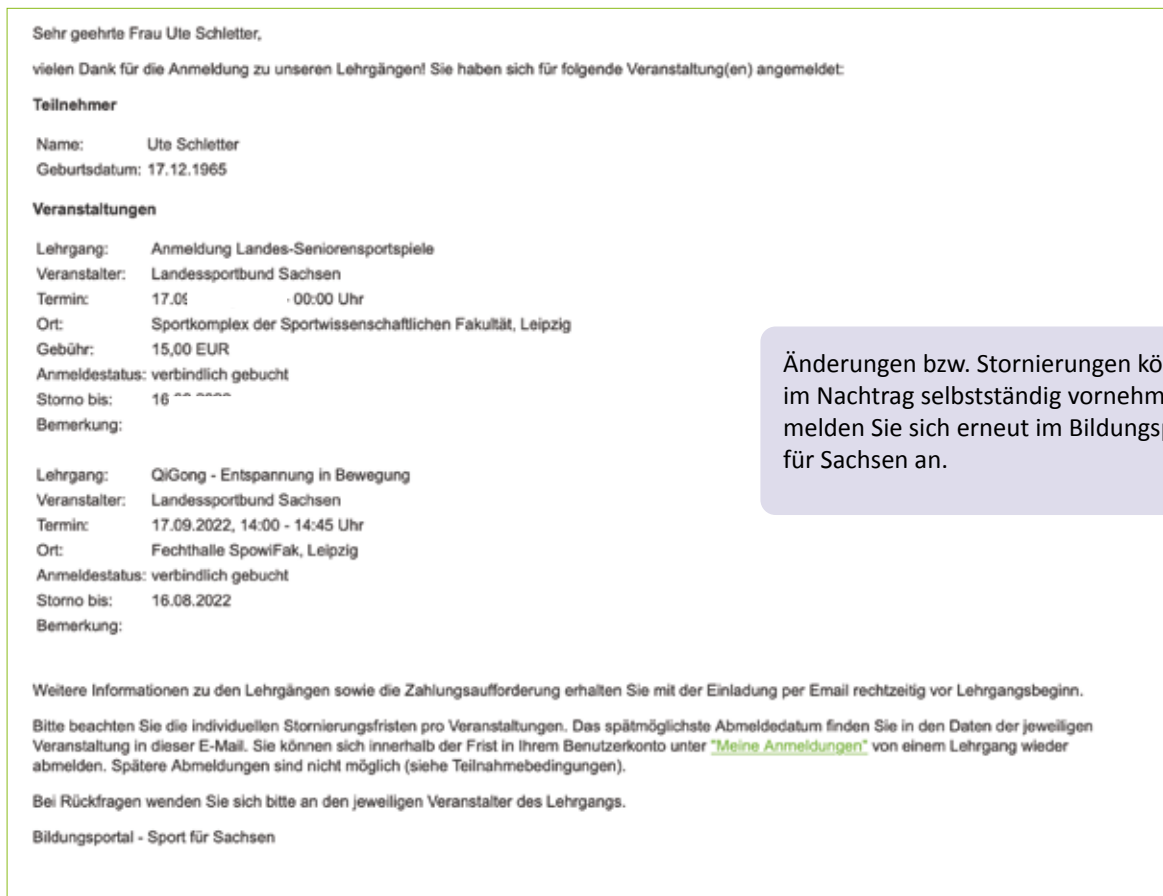 Sehr geehrte Frau Ute Schletter,
vielen Dank für die Anmeldung zu unseren Lehrgängen! Sie haben sich für folgende Veranstaltung(en) angemeldet:
Teilnehmer
Name: Ute Schletter
Geburtsdatum: 17.12.1965
Veranstaltungen
Lehrgang: Anmeldung Landes-Seniorensportspiele
Veranstalter: Landessportbund Sachsen
Termin: 17.09 00:00 Uhr
Ort: Sportkomplex der Sportwissenschaftlichen Fakultät, Leipzig
Gebühr: 15,00 EUR
Anmeldestatus: verbindlich gebucht
Storno bis: 16
Bemerkung:
Lehrgang: QiGong - Entspannung in Bewegung
Veranstalter: Landessportbund Sachsen
Termin: 17.09.2022, 14:00 - 14:45 Uhr
Ort: Fechthalle SpowiFak, Leipzig
Anmeldestatus: verbindlich gebucht
Storno bis: 16.08.2022
Bemerkung:
Änderungen bzw. Stornierungen kö
im Nachtrag selbstständig vornehm
melden Sie sich erneut im Bildungsp
für Sachsen an.
Weitere Informationen zu den Lehrgängen sowie die Zahlungsaufforderung erhalten Sie mit der Einladung per Email rechtzeitig vor Lehrgangsbeginn.
Bitte beachten Sie die individuellen Stornierungsfristen pro Veranstaltungen. Das spätmöglichste Abmeldedatum finden Sie in den Daten der jeweiligen
Veranstaltung in dieser E-Mail. Sie können sich innerhalb der Frist in Ihrem Benutzerkonto unter "Meine Anmeldungen" von einem Lehrgang wieder
abmelden. Spätere Abmeldungen sind nicht möglich (siehe Teilnahmebedingungen).
Bei Rückfragen wenden Sie sich bitte an den jeweiligen Veranstalter des Lehrgangs.
Bildungsportal - Sport für Sachsen